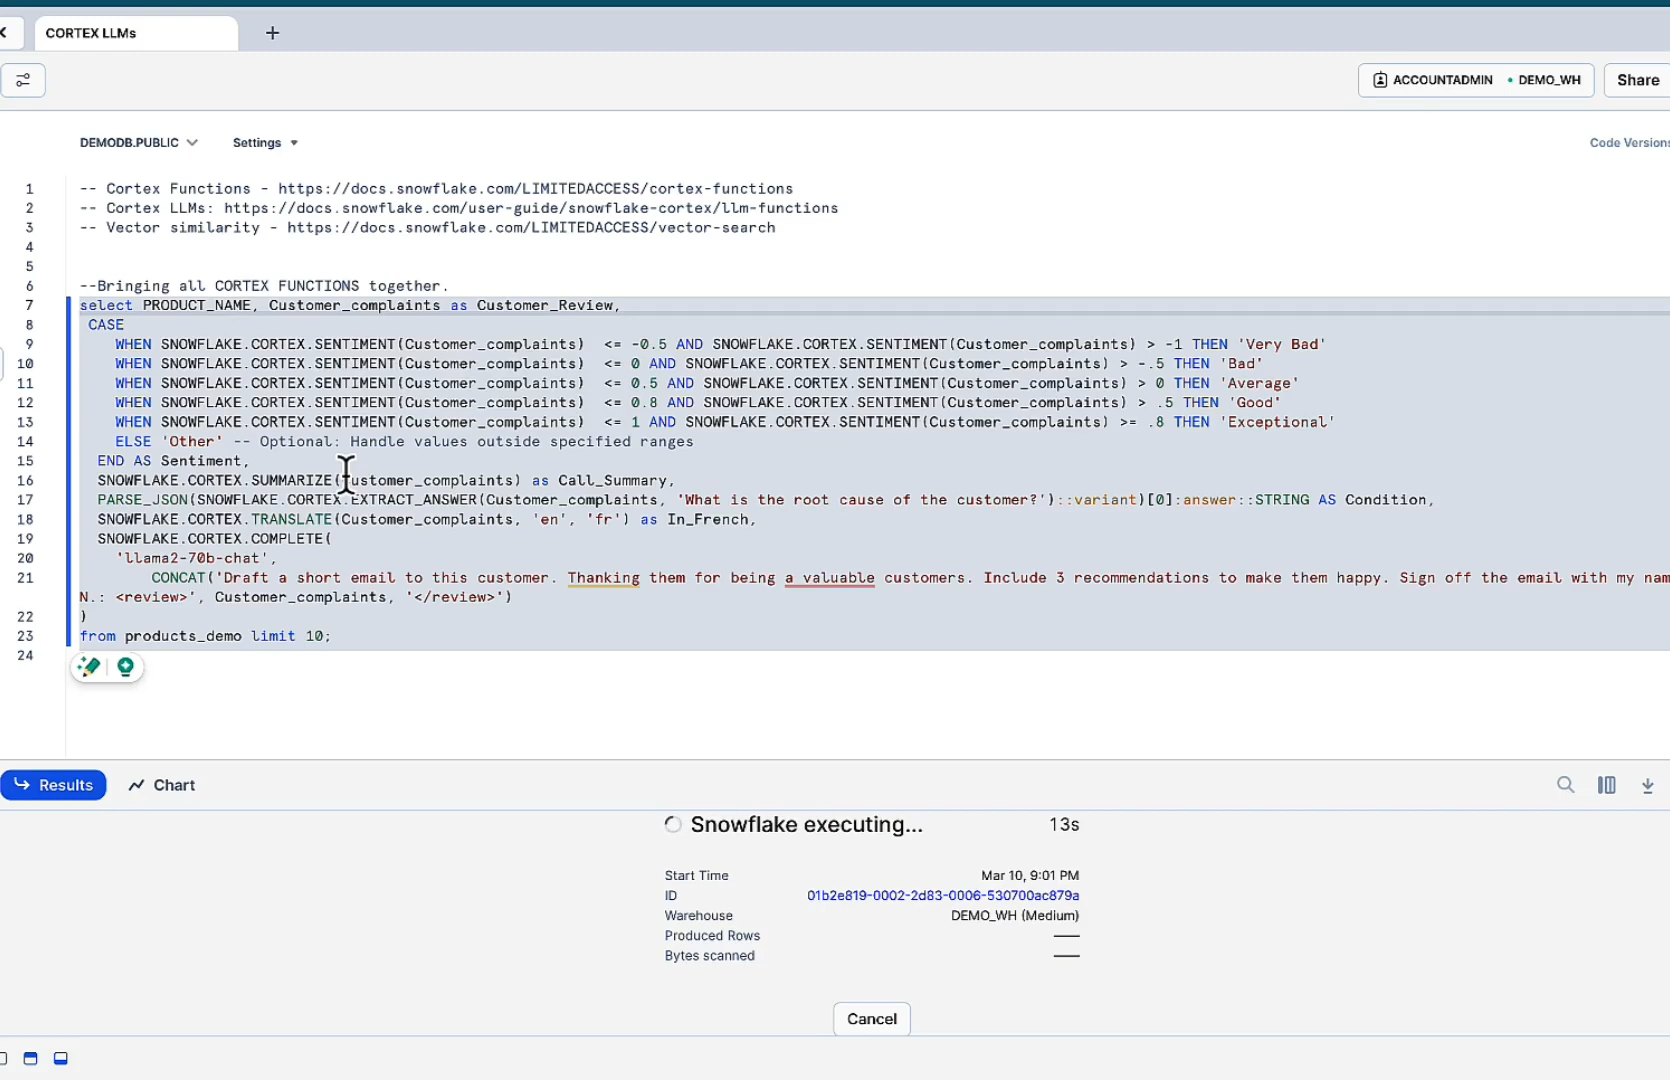 CORTEX LLMs
+
ACCOUNTADMIN • DEMO_WH
Share
DEMODB.PUBLIC
Settings
Code Versions
1 -- Cortex Functions - https://docs.snowflake.com/LIMITEDACCESS/cortex-functions
2 -- Cortex LLMs: https://docs.snowflake.com/user-guide/snowflake-cortex/llm-functions
3 -- Vector similarity - https://docs.snowflake.com/LIMITEDACCESS/vector-search
4
5
6 --Bringing all CORTEX FUNCTIONS together.
7 select PRODUCT_NAME, Customer_complaints as Customer_Review,
8 CASE
9 WHEN SNOWFLAKE.CORTEX.SENTIMENT(Customer_complaints) <= -0.5 AND SNOWFLAKE.CORTEX.SENTIMENT(Customer_complaints) > -1 THEN 'Very Bad'
10 WHEN SNOWFLAKE.CORTEX.SENTIMENT(Customer_complaints) <= 0 AND SNOWFLAKE.CORTEX.SENTIMENT(Customer_complaints) > -.5 THEN 'Bad'
11 WHEN SNOWFLAKE.CORTEX.SENTIMENT(Customer_complaints) <= 0.5 AND SNOWFLAKE.CORTEX.SENTIMENT(Customer_complaints) > 0 THEN 'Average'
12 WHEN SNOWFLAKE.CORTEX.SENTIMENT(Customer_complaints) <= 0.8 AND SNOWFLAKE.CORTEX.SENTIMENT(Customer_complaints) > .5 THEN 'Good'
13 WHEN SNOWFLAKE.CORTEX.SENTIMENT(Customer_complaints) <= 1 AND SNOWFLAKE.CORTEX.SENTIMENT(Customer_complaints) >= .8 THEN 'Exceptional'
14 ELSE 'Other' -- Optional: Handle values outside specified ranges
15 END AS Sentiment,
16 SNOWFLAKE.CORTEX.SUMMARIZE(Customer_complaints) as Call_Summary,
17 PARSE_JSON(SNOWFLAKE.CORTEX.EXTRACT_ANSWER(Customer_complaints, 'What is the root cause of the customer?')::variant)[0]:answer::STRING AS Condition,
18 SNOWFLAKE.CORTEX.TRANSLATE(Customer_complaints, 'en', 'fr') as In_French,
19 SNOWFLAKE.CORTEX.COMPLETE(
20 'llama2-70b-chat',
21 CONCAT('Draft a short email to this customer. Thanking them for being a valuable customers. Include 3 recommendations to make them happy. Sign off the email with my nam
N.: <review>', Customer_complaints, '</review>')
22 )
23 from products_demo limit 10;
24
Results
Chart
Snowflake executing... 13s
Start Time Mar 10, 9:01 PM
ID 01b2e819-0002-2d83-0006-530700ac879a
Warehouse DEMO_WH (Medium)
Produced Rows
Bytes scanned
Cancel